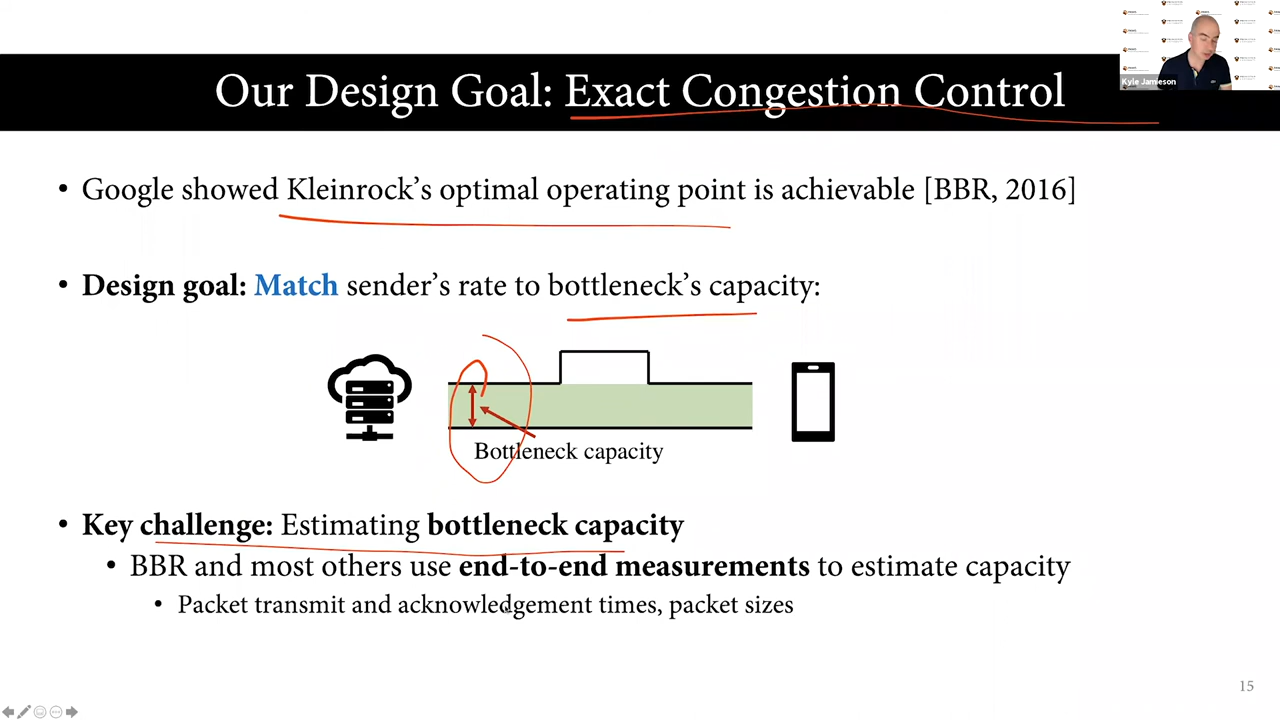 Kyle Jamieson
Our Design Goal: Exact Congestion Control
• Google showed Kleinrock’s optimal operating point is achievable [BBR, 2016]
• Design goal: Match sender’s rate to bottleneck’s capacity:
Bottleneck capacity
• Key challenge: Estimating bottleneck capacity
• BBR and most others use end-to-end measurements to estimate capacity
• Packet transmit and acknowledgement times, packet sizes
15